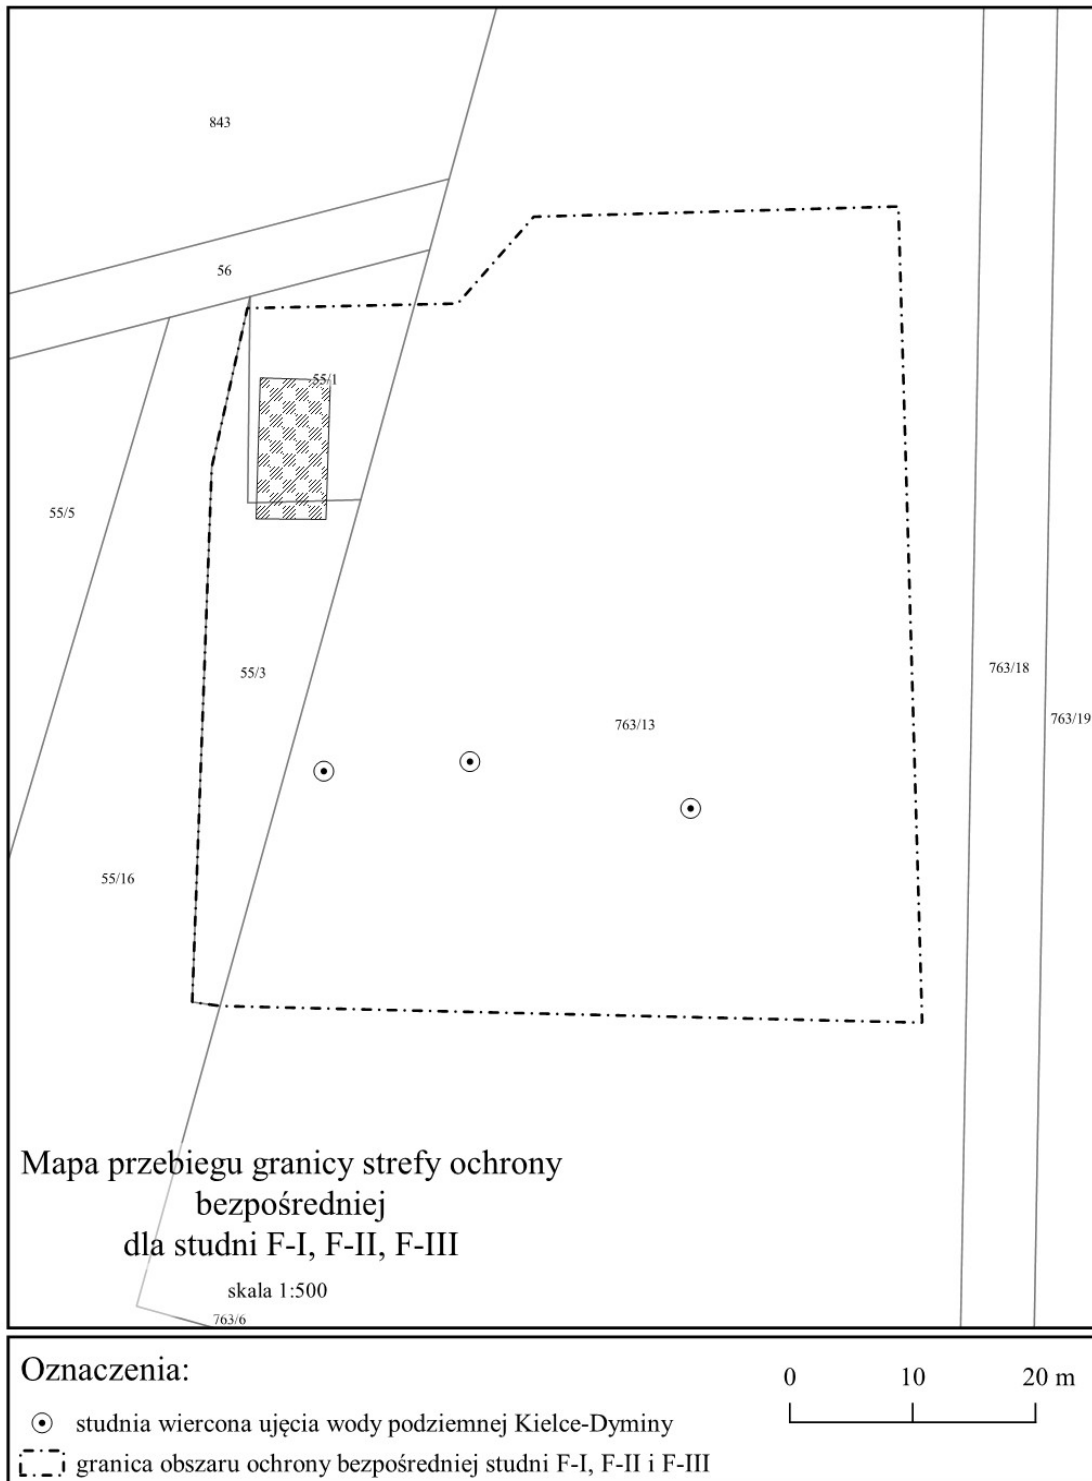 843
56
55/1
55/5
55/3
763/18
763/19
763/13
55/16
Mapa przebiegu granicy strefy ochrony
bezpośredniej
dla studni F-I, F-II, F-III
skala 1:500
763/6
Oznaczenia:
0 10 20 m
studnia wiercona ujęcia wody podziemnej Kielce-Dyminy
granica obszaru ochrony bezpośredniej studni F-I, F-II i F-III